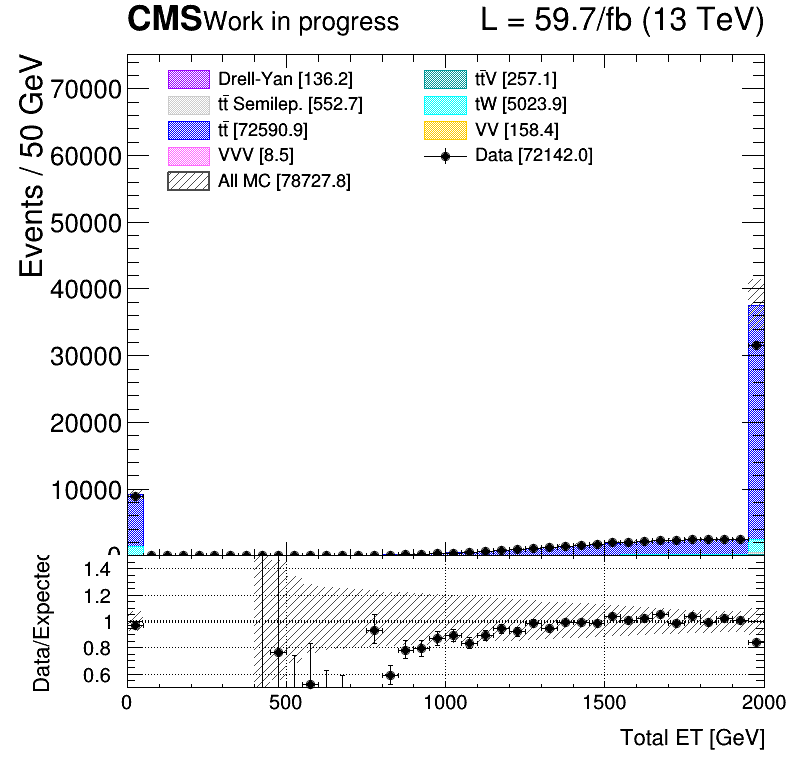 CMS Work in progress L = 59.7/fb (13 TeV)
Events / 50 GeV
70000
60000
50000
40000
30000
20000
10000
0
Drell-Yan [136.2]
tt̄ Semilep. [552.7]
tt̄ [72590.9]
VVV [8.5]
All MC [78727.8]
tt̄V [257.1]
tW [5023.9]
VV [158.4]
Data [72142.0]
Data/Expected
1.4
1.2
1
0.8
0.6
0 500 1000 1500 2000
Total ET [GeV]